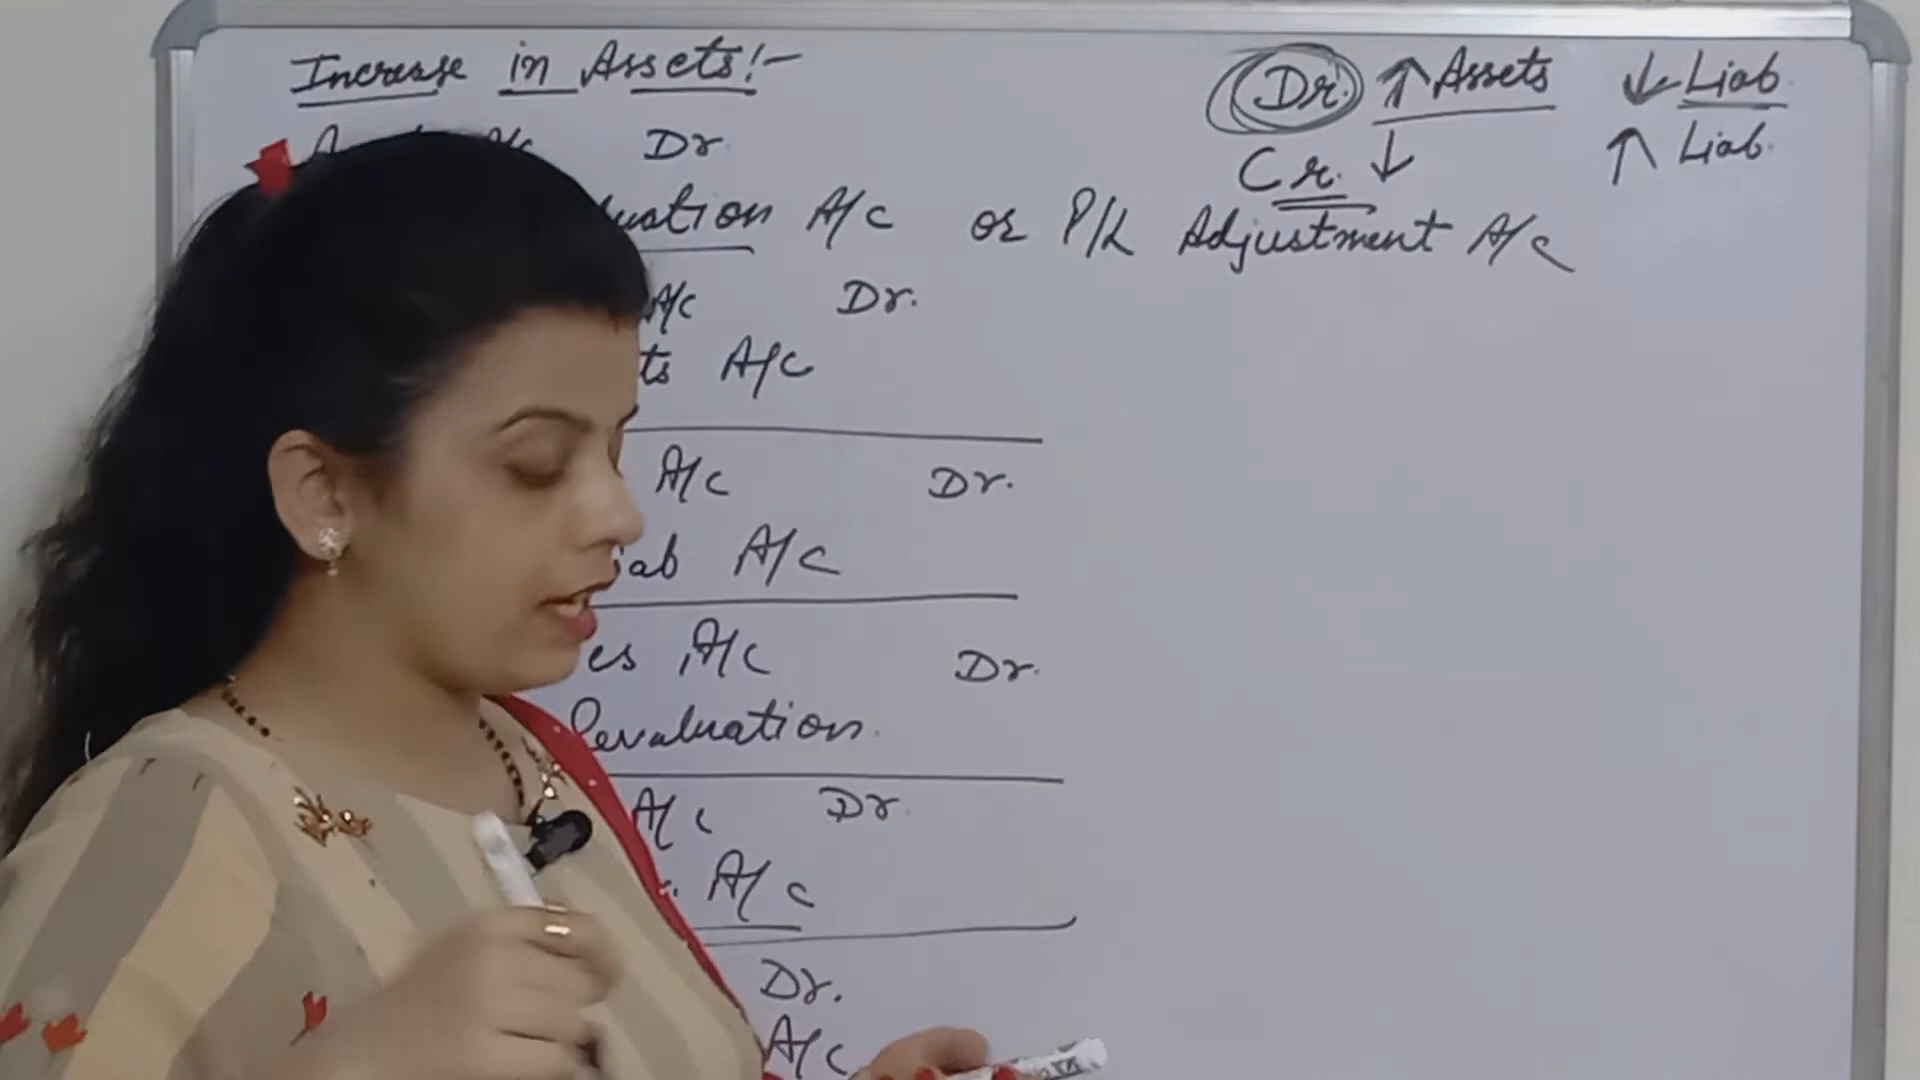 Increase in Assets:-
Dr. ↑ Assets ↓ Liab.
Dr
Cr. ↓ ↑ Liab.
uation A/c or P/L Adjustment A/c
A/c Dr.
ts A/c
A/c Dr.
iab A/C
es A/c Dr.
Revaluation.
A/c Dr.
A/c
Dr.
A/c